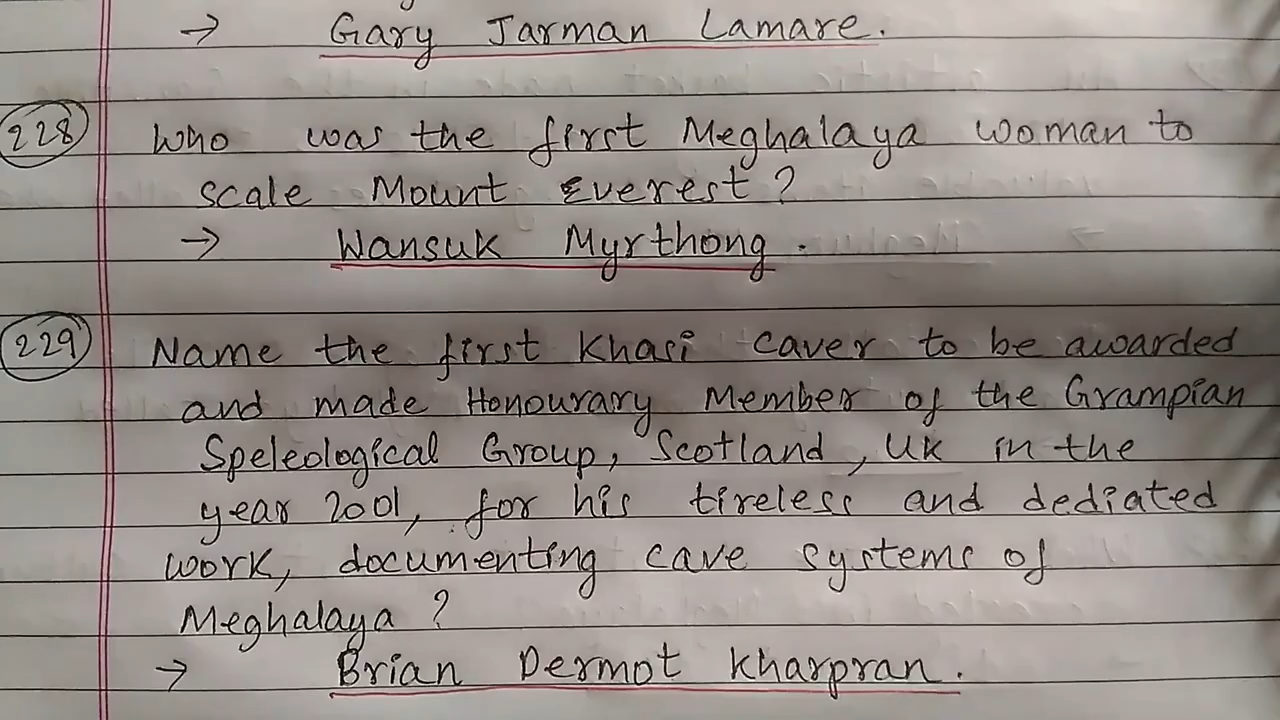 → Gary Jarman Lamare.
228 Who was the first Meghalaya woman to
scale Mount Everest?
→ Wansuk Myrthong.
229 Name the first Khasi caver to be awarded
and made Honourary Member of the Grampian
Speleological Group, Scotland, UK in the
year 2001, for his tireless and dediated
work, documenting cave systems of
Meghalaya?
→ Brian Dermot Kharpran.